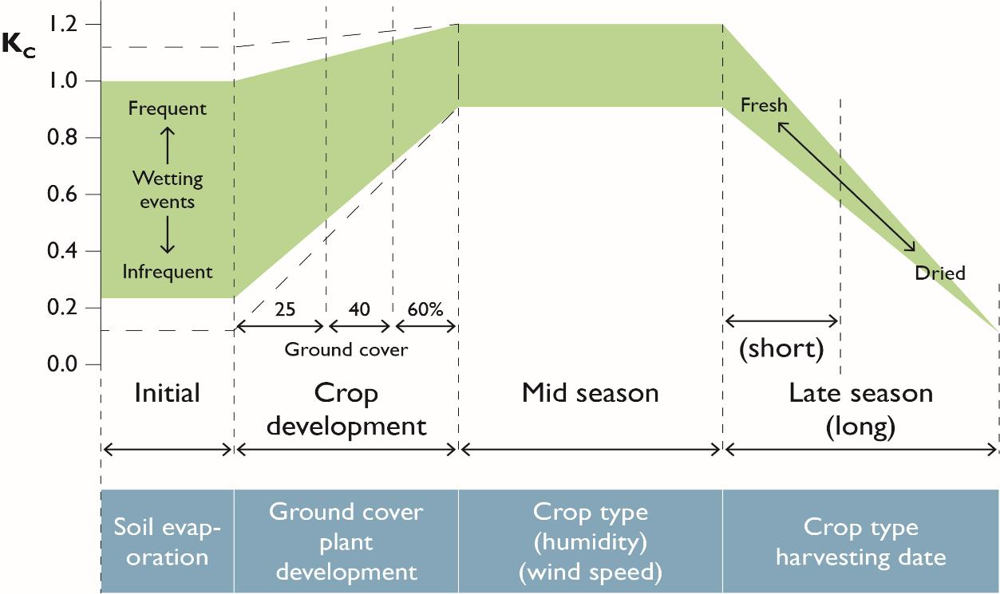 Kc
1.2
1.0
0.8
0.6
0.4
0.2
0.0
Frequent
Wetting
events
Infrequent
25
40
60%
Ground cover
Fresh
Dried
(short)
Initial
Crop
development
Mid season
Late season
(long)
Soil evap-
oration
Ground cover
plant
development
Crop type
(humidity)
(wind speed)
Crop type
harvesting date